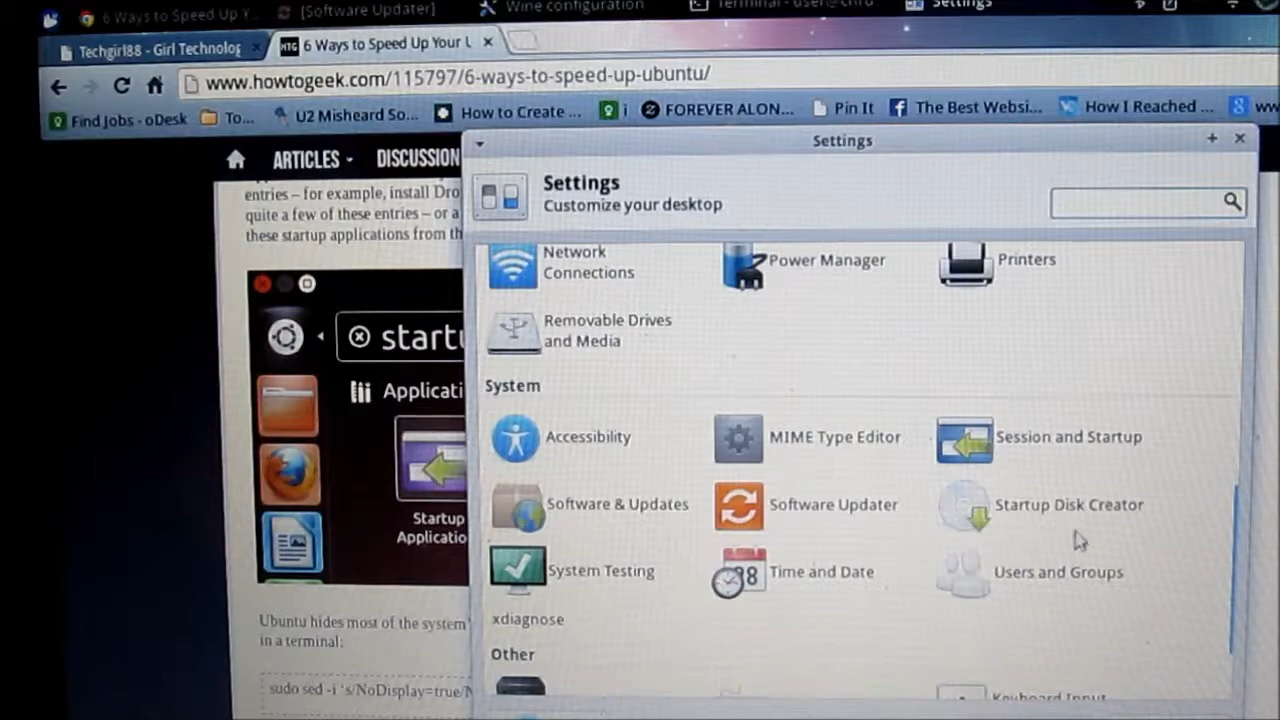 6 Ways to Speed Up Y...
[Software Updater]
Wine configuration
Terminal - user@chru
Settings
Techgirl88 - Girl Technolog
HTG 6 Ways to Speed Up Your U
www.howtogeek.com/115797/6-ways-to-speed-up-ubuntu/
Find Jobs - oDesk
To...
U2 Misheard So...
How to Create ...
i
FOREVER ALON...
Pin It
The Best Websi...
How I Reached ...
ARTICLES
DISCUSSION
entries – for example, install Dro
quite a few of these entries – or a
these startup applications from th
start
Applicati
Startup
Applicatio
Ubuntu hides most of the system
in a terminal:
sudo sed -i 's/NoDisplay=true/N
Settings
Settings
Customize your desktop
Network
Connections
Power Manager
Printers
Removable Drives
and Media
System
Accessibility
MIME Type Editor
Session and Startup
Software & Updates
Software Updater
Startup Disk Creator
System Testing
Time and Date
Users and Groups
xdiagnose
Other
Keyboard Input